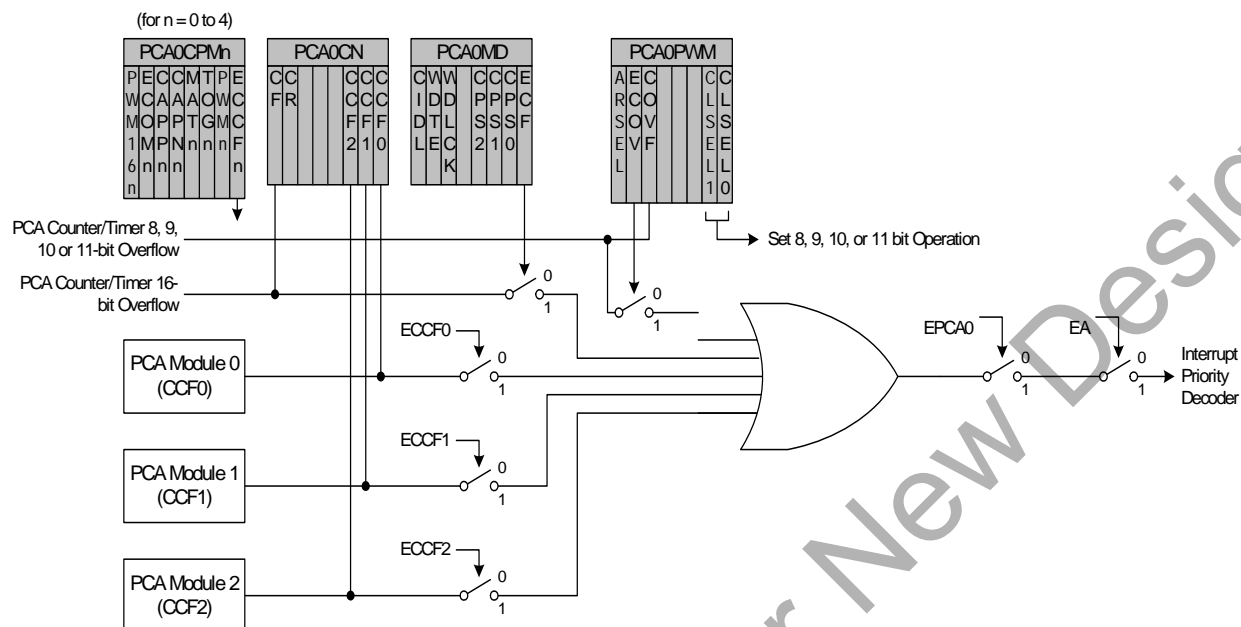 (for n = 0 to 4)
PCA0CPMn
PWM16n
ECOMn
CAPPn
CAPNn
MATn
TOGn
PWMn
ECCFn
PCA0CN
CF
CR
CCF2
CCF1
CCF0
PCA0MD
CIDL
WDTE
WDLCK
CPS2
CPS1
CPS0
ECF
PCA0PWM
ARSEL
ECOV
COVF
CLSEL1
CLSEL0
PCA Counter/Timer 8, 9,
10 or 11-bit Overflow
Set 8, 9, 10, or 11 bit Operation
PCA Counter/Timer 16-
bit Overflow
0
1
0
1
PCA Module 0
(CCF0)
ECCF0
0
1
EPCA0
0
1
EA
0
1
Interrupt
Priority
Decoder
PCA Module 1
(CCF1)
ECCF1
0
1
PCA Module 2
(CCF2)
ECCF2
0
1
r New Desig